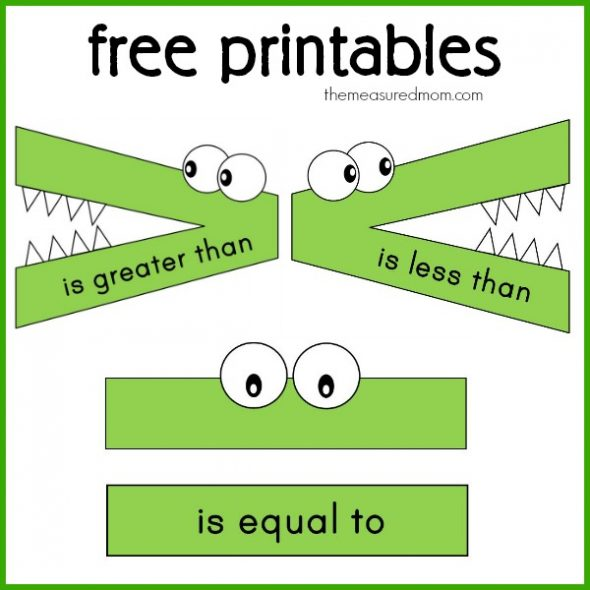 free printables
themeasuredmom.com
is greater than
is less than
is equal to